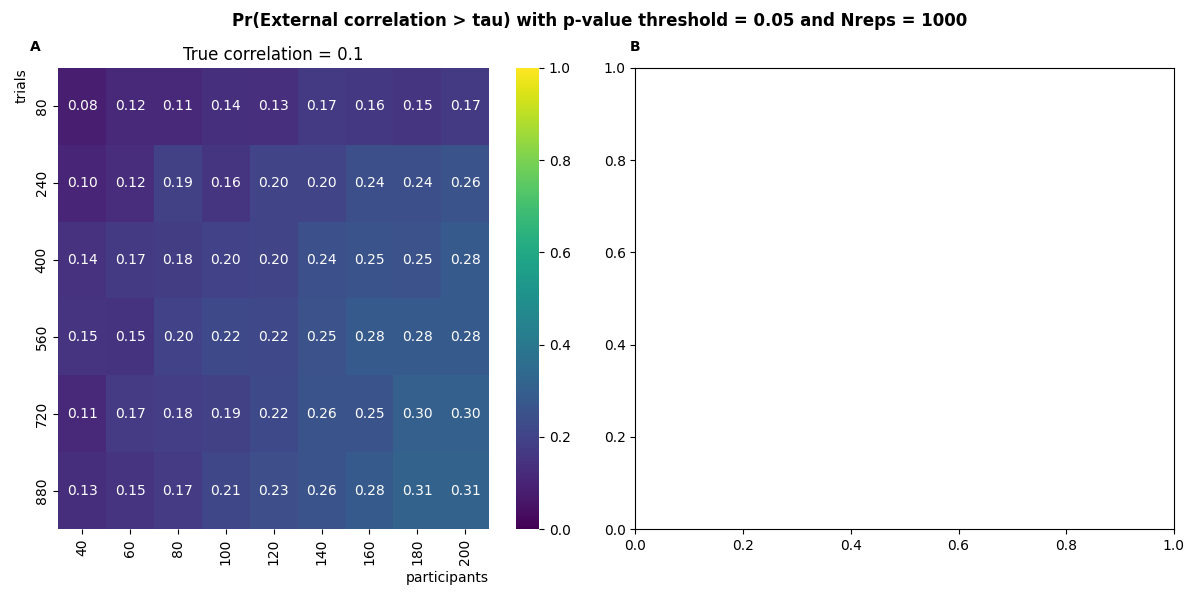 Pr(External correlation > tau) with p-value threshold = 0.05 and Nreps = 1000
A
True correlation = 0.1
trials
80 0.08 0.12 0.11 0.14 0.13 0.17 0.16 0.15 0.17
240 0.10 0.12 0.19 0.16 0.20 0.20 0.24 0.24 0.26
400 0.14 0.17 0.18 0.20 0.20 0.24 0.25 0.25 0.28
560 0.15 0.15 0.20 0.22 0.22 0.25 0.28 0.28 0.28
720 0.11 0.17 0.18 0.19 0.22 0.26 0.25 0.30 0.30
880 0.13 0.15 0.17 0.21 0.23 0.26 0.28 0.31 0.31
40 60 80 100 120 140 160 180 200
participants
1.0
0.8
0.6
0.4
0.2
0.0
B
1.0
0.8
0.6
0.4
0.2
0.0
0.0 0.2 0.4 0.6 0.8 1.0